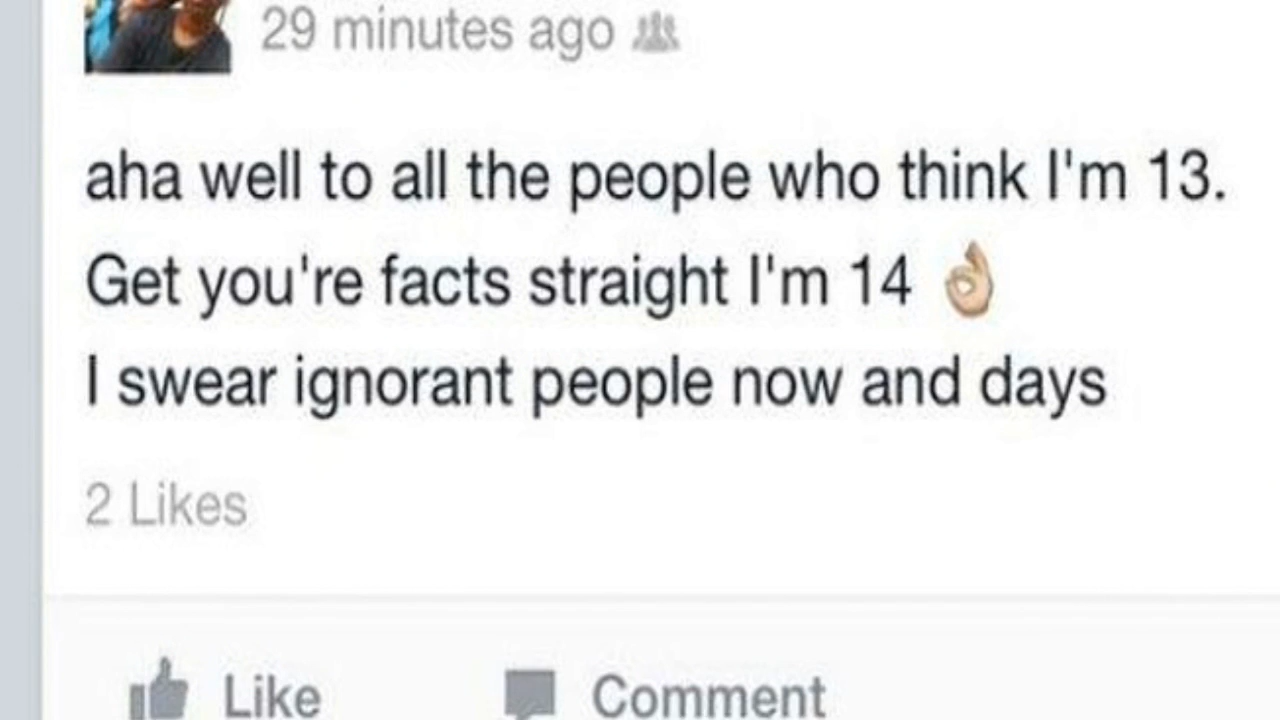 29 minutes ago
aha well to all the people who think I'm 13.
Get you're facts straight I'm 14 👌🏼
I swear ignorant people now and days
2 Likes
Like Comment